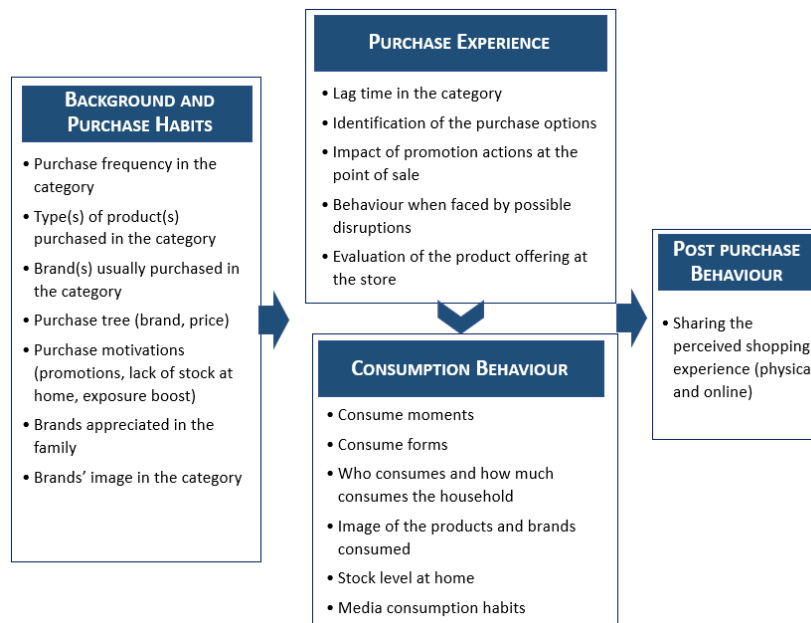 BACKGROUND AND
PURCHASE HABITS
• Purchase frequency in the
category
• Type(s) of product(s)
purchased in the category
• Brand(s) usually purchased in
the category
• Purchase tree (brand, price)
• Purchase motivations
(promotions, lack of stock at
home, exposure boost)
• Brands appreciated in the
family
• Brands’ image in the category
PURCHASE EXPERIENCE
• Lag time in the category
• Identification of the purchase options
• Impact of promotion actions at the
point of sale
• Behaviour when faced by possible
disruptions
• Evaluation of the product offering at
the store
CONSUMPTION BEHAVIOUR
• Consume moments
• Consume forms
• Who consumes and how much
consumes the household
• Image of the products and brands
consumed
• Stock level at home
• Media consumption habits
POST PURCHASE
BEHAVIOUR
• Sharing the
perceived shopping
experience (physica
and online)